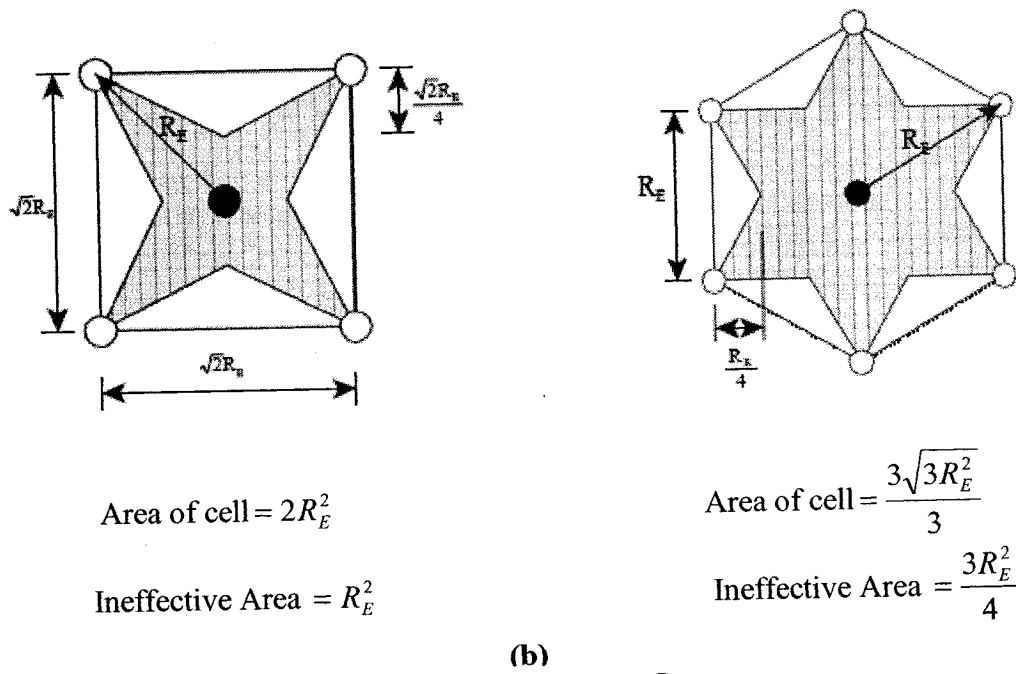 √2R_E
4
R_E
√2R_E
√2R_E
R_E
R_E
R_E
4
Area of cell = 2R_E^2
Ineffective Area = R_E^2
Area of cell = 3√3R_E^2
3
Ineffective Area = 3R_E^2
4
(b)